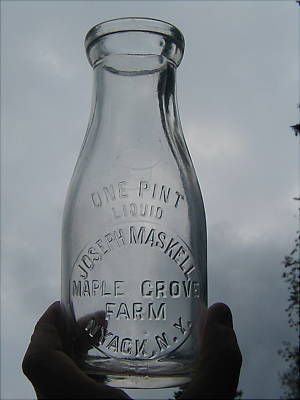 ONE PINT
LIQUID
JOSEPH MASKELL
MAPLE GROVE
FARM
NYACK, N.Y.